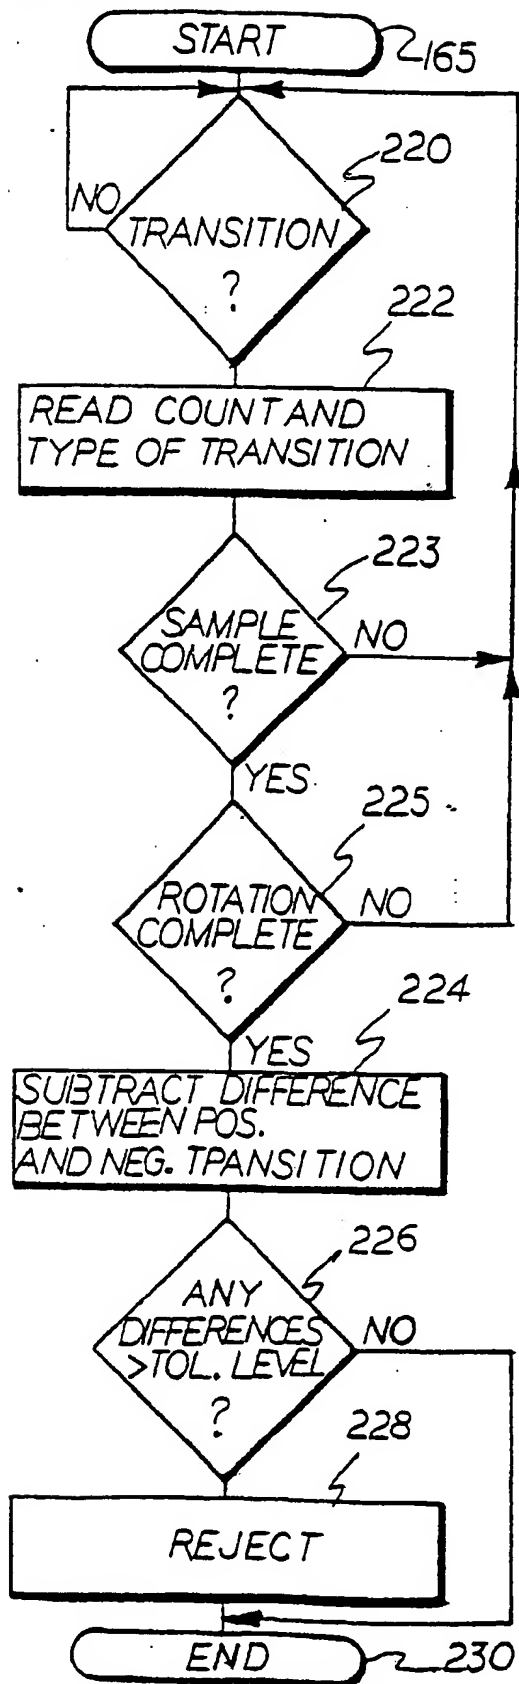 START
165
220
NO
TRANSITION
?
222
READ COUNT AND
TYPE OF TRANSITION
223
SAMPLE
COMPLETE
?
NO
YES
225
ROTATION
COMPLETE
?
NO
YES
224
SUBTRACT DIFFERENCE
BETWEEN POS.
AND NEG. TPANSITION
226
ANY
DIFFERENCES
>TOL. LEVEL
?
NO
228
REJECT
END
230